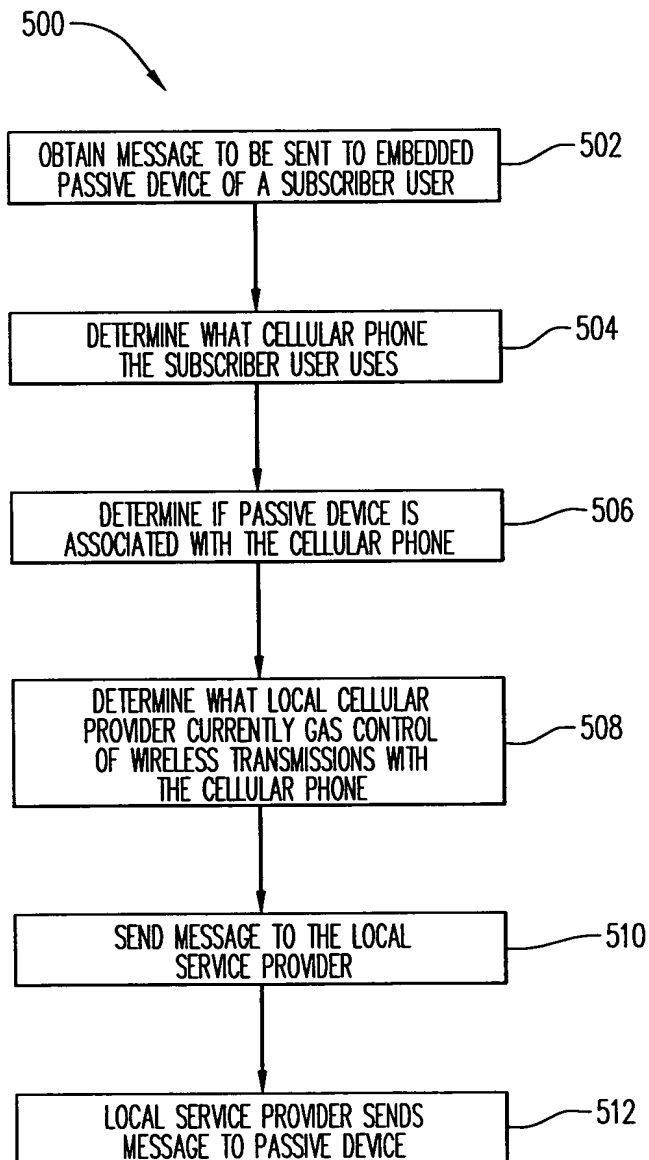 500
OBTAIN MESSAGE TO BE SENT TO EMBEDDED
PASSIVE DEVICE OF A SUBSCRIBER USER
502
DETERMINE WHAT CELLULAR PHONE
THE SUBSCRIBER USER USES
504
DETERMINE IF PASSIVE DEVICE IS
ASSOCIATED WITH THE CELLULAR PHONE
506
DETERMINE WHAT LOCAL CELLULAR
PROVIDER CURRENTLY GAS CONTROL
OF WIRELESS TRANSMISSIONS WITH
THE CELLULAR PHONE
508
SEND MESSAGE TO THE LOCAL
SERVICE PROVIDER
510
LOCAL SERVICE PROVIDER SENDS
MESSAGE TO PASSIVE DEVICE
512